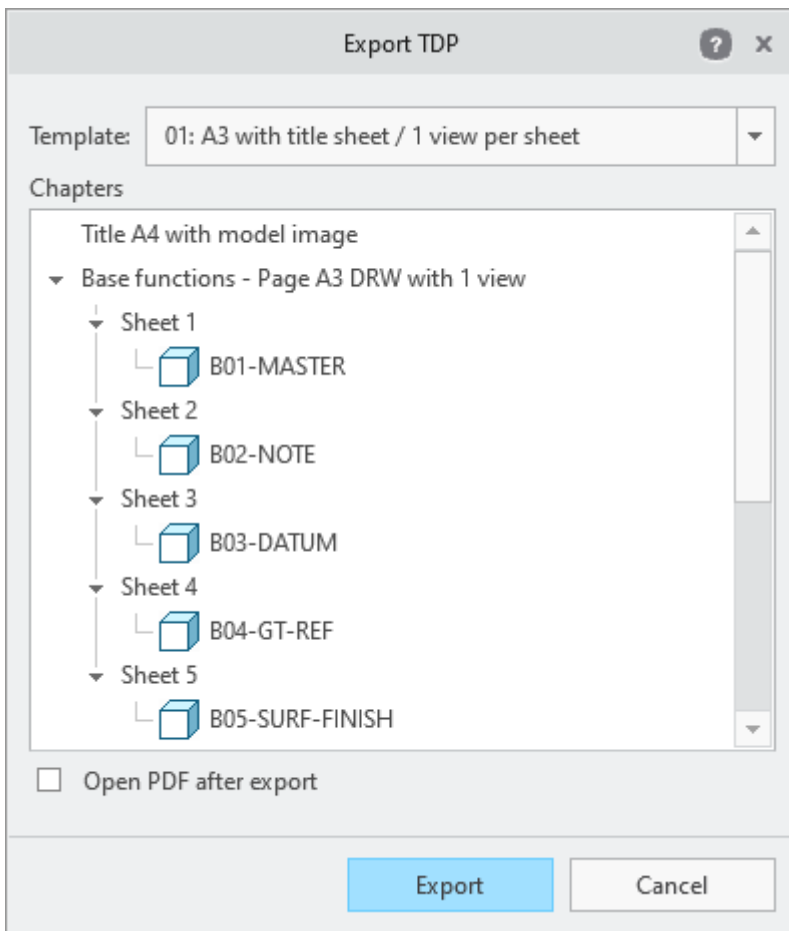 Export TDP
?
Template: 01: A3 with title sheet / 1 view per sheet
Chapters
Title A4 with model image
Base functions - Page A3 DRW with 1 view
Sheet 1
B01-MASTER
Sheet 2
B02-NOTE
Sheet 3
B03-DATUM
Sheet 4
B04-GT-REF
Sheet 5
B05-SURF-FINISH
Open PDF after export
Export Cancel